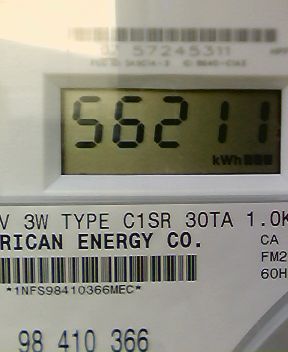 57245311
56211
kWh
V 3W TYPE C1SR 30TA 1.0K
RICAN ENERGY CO.
CA
FM2
60H
*1NFS98410366MEC*
98 410 366